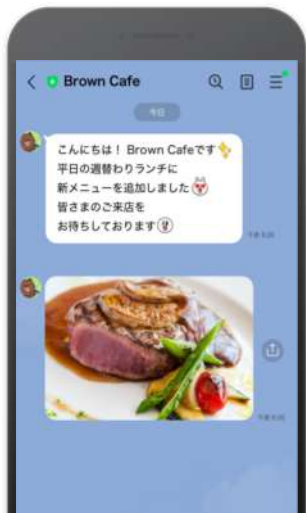 Brown Cafe
今日
こんにちは！ Brown Cafeです
平日の週替わりランチに
新メニューを追加しました
皆さまのご来店を
お待ちしております